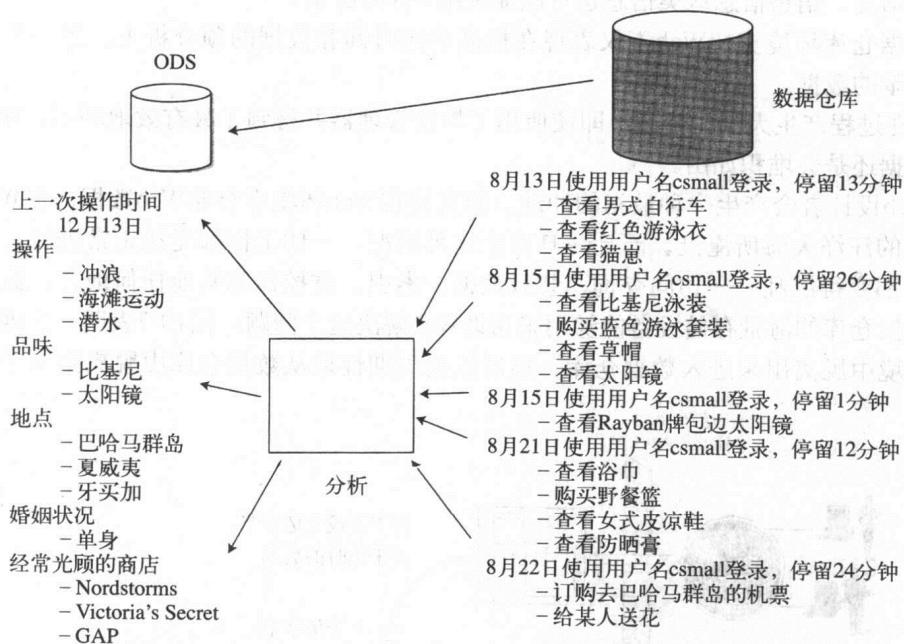 ODS
数据仓库
上一次操作时间
12月13日
操作
－冲浪
－海滩运动
－潜水
品味
－比基尼
－太阳镜
地点
－巴哈马群岛
－夏威夷
－牙买加
婚姻状况
－单身
经常光顾的商店
－Nordstorms
－Victoria's Secret
－GAP
分析
8月13日使用用户名csmall登录，停留13分钟
－查看男式自行车
－查看红色游泳衣
－查看猫崽
8月15日使用用户名csmall登录，停留26分钟
－查看比基尼泳装
－购买蓝色游泳套装
－查看草帽
－查看太阳镜
8月15日使用用户名csmall登录，停留1分钟
－查看Rayban牌包边太阳镜
8月21日使用用户名csmall登录，停留12分钟
－查看浴巾
－购买野餐篮
－查看女式皮凉鞋
－查看防晒膏
8月22日使用用户名csmall登录，停留24分钟
－订购去巴哈马群岛的机票
－给某人送花